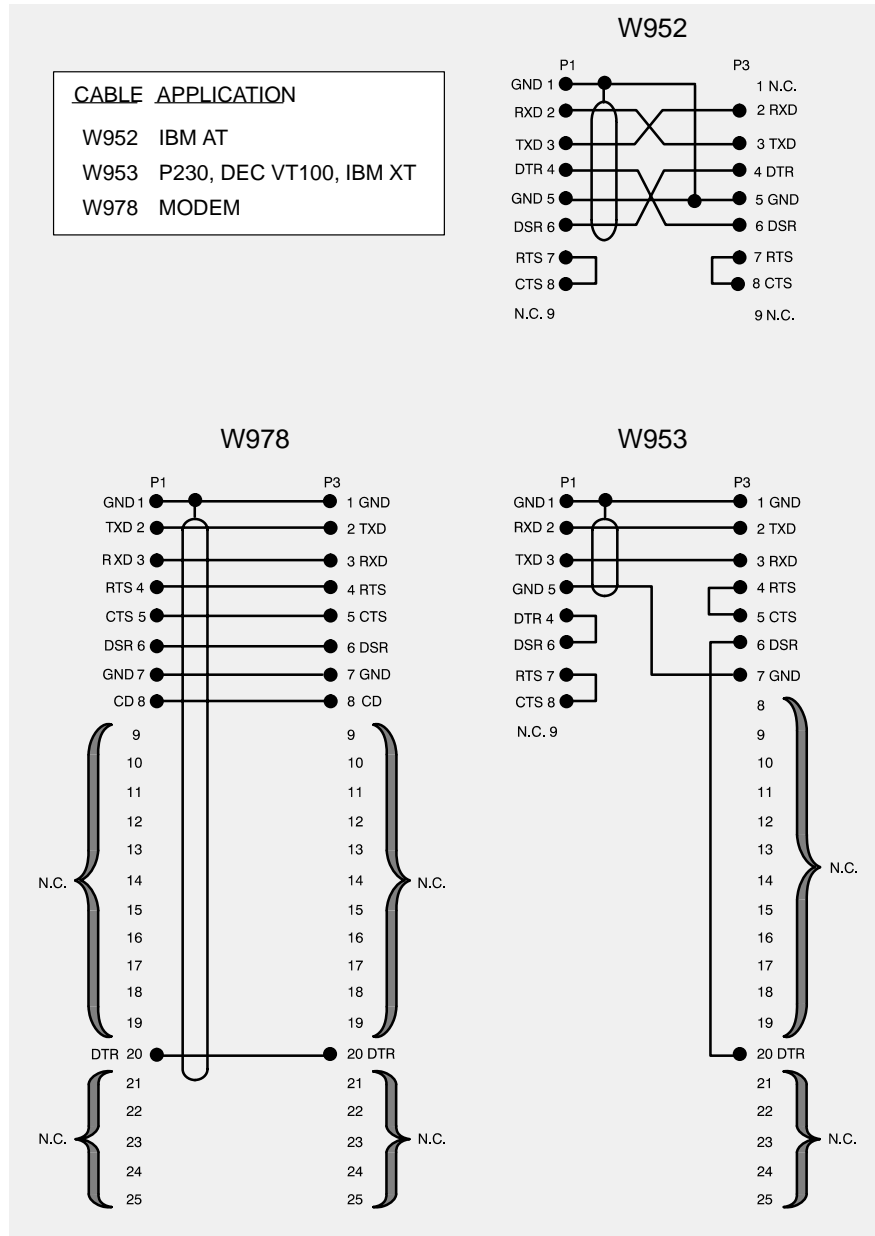 W952
CABLE APPLICATION
W952 IBM AT
W953 P230, DEC VT100, IBM XT
W978 MODEM
P1 P3
GND 1 1 N.C.
RXD 2 2 RXD
TXD 3 3 TXD
DTR 4 4 DTR
GND 5 5 GND
DSR 6 6 DSR
RTS 7 7 RTS
CTS 8 8 CTS
N.C. 9 9 N.C.
W978
P1 P3
GND 1 1 GND
TXD 2 2 TXD
RXD 3 3 RXD
RTS 4 4 RTS
CTS 5 5 CTS
DSR 6 6 DSR
GND 7 7 GND
CD 8 8 CD
9 9
10 10
11 11
12 12
13 13
N.C. 14 14 N.C.
15 15
16 16
17 17
18 18
19 19
DTR 20 20 DTR
21 21
22 22
N.C. 23 23 N.C.
24 24
25 25
W953
P1 P3
GND 1 1 GND
RXD 2 2 TXD
TXD 3 3 RXD
GND 5 4 RTS
DTR 4 5 CTS
DSR 6 6 DSR
RTS 7 7 GND
CTS 8 8
N.C. 9 9
10
11
12
13
14 N.C.
15
16
17
18
19
20 DTR
21
22
23 N.C.
24
25